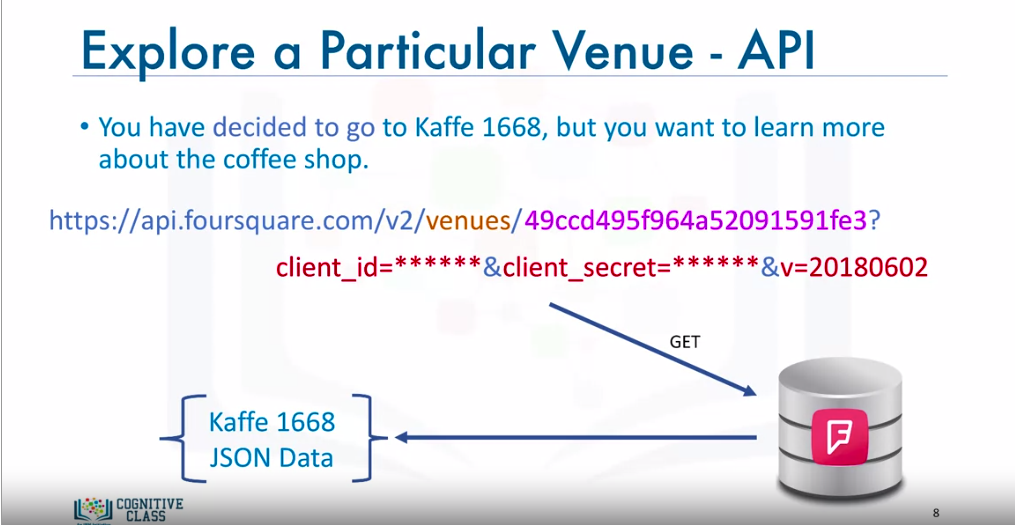 Explore a Particular Venue - API
• You have decided to go to Kaffe 1668, but you want to learn more
about the coffee shop.
https://api.foursquare.com/v2/venues/49ccd495f964a52091591fe3?
client_id=******&client_secret=******&v=20180602
GET
Kaffe 1668
JSON Data
COGNITIVE
CLASS
8